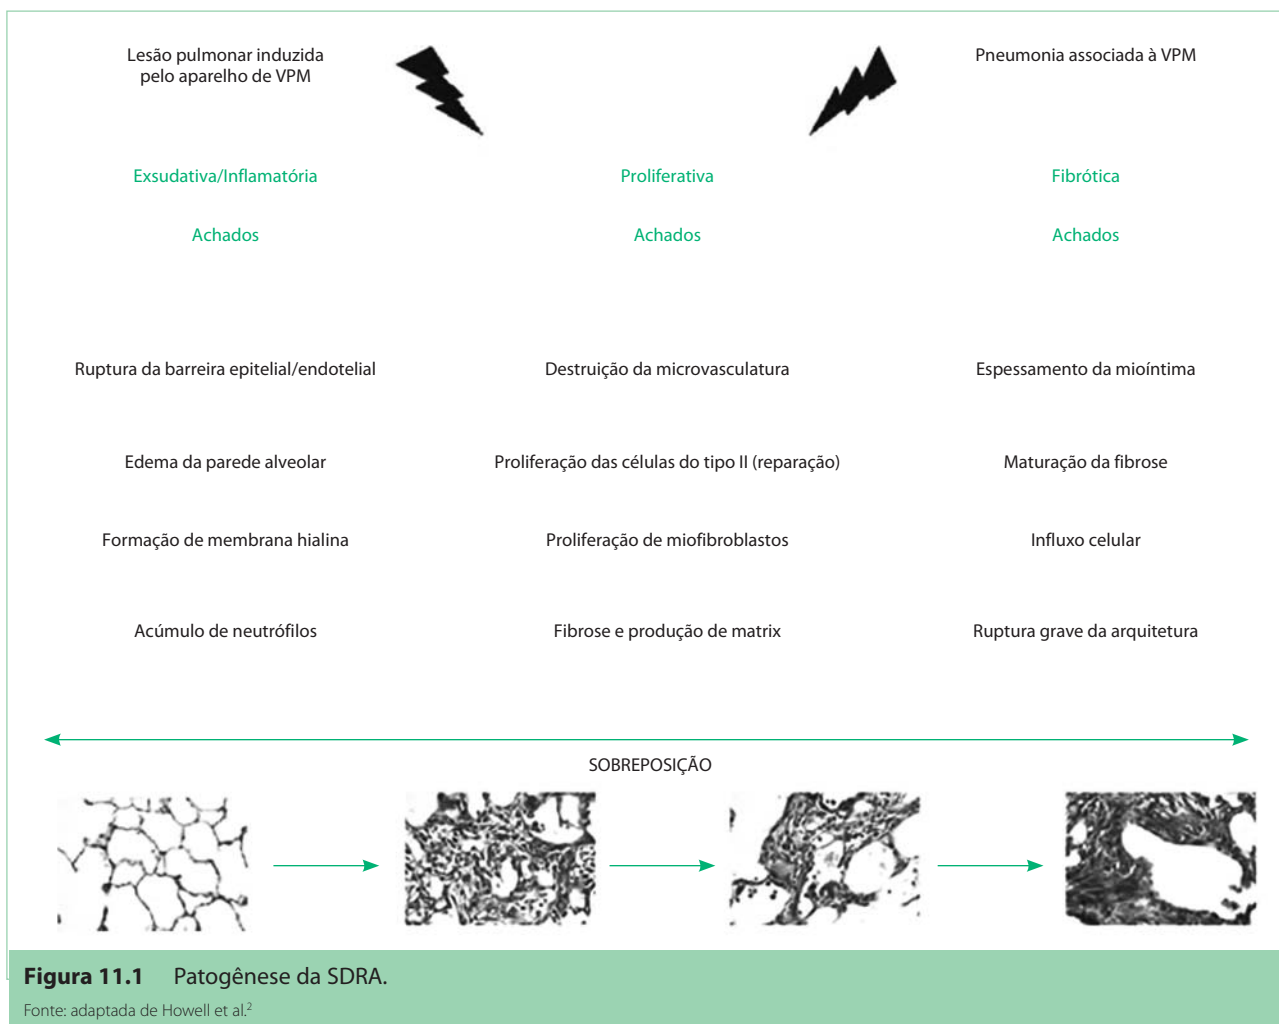 Lesão pulmonar induzida
pelo aparelho de VPM
Pneumonia associada à VPM
Exsudativa/Inflamatória
Proliferativa
Fibrótica
Achados
Achados
Achados
Ruptura da barreira epitelial/endotelial
Destruição da microvasculatura
Espessamento da mioíntima
Edema da parede alveolar
Proliferação das células do tipo II (reparação)
Maturação da fibrose
Formação de membrana hialina
Proliferação de miofibroblastos
Influxo celular
Acúmulo de neutrófilos
Fibrose e produção de matrix
Ruptura grave da arquitetura
SOBREPOSIÇÃO
Figura 11.1 Patogênese da SDRA.
Fonte: adaptada de Howell et al.²